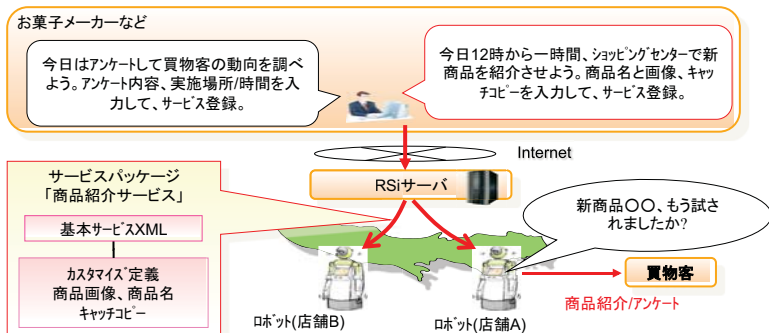 お菓子メーカーなど
今日はアンケートして買物客の動向を調べ
よう。アンケート内容、実施場所/時間を入
力して、サービス登録。
今日12時から一時間、ショッピングセンターで新
商品を紹介させよう。商品名と画像、キャッ
チコピーを入力して、サービス登録。
Internet
RSiサーバ
サービスパッケージ
「商品紹介サービス」
基本サービスXML
カスタマイズ定義
商品画像、商品名
キャッチコピー
新商品〇〇、もう試さ
れましたか?
買物客
商品紹介/アンケート
ロボット(店舗B)
ロボット(店舗A)